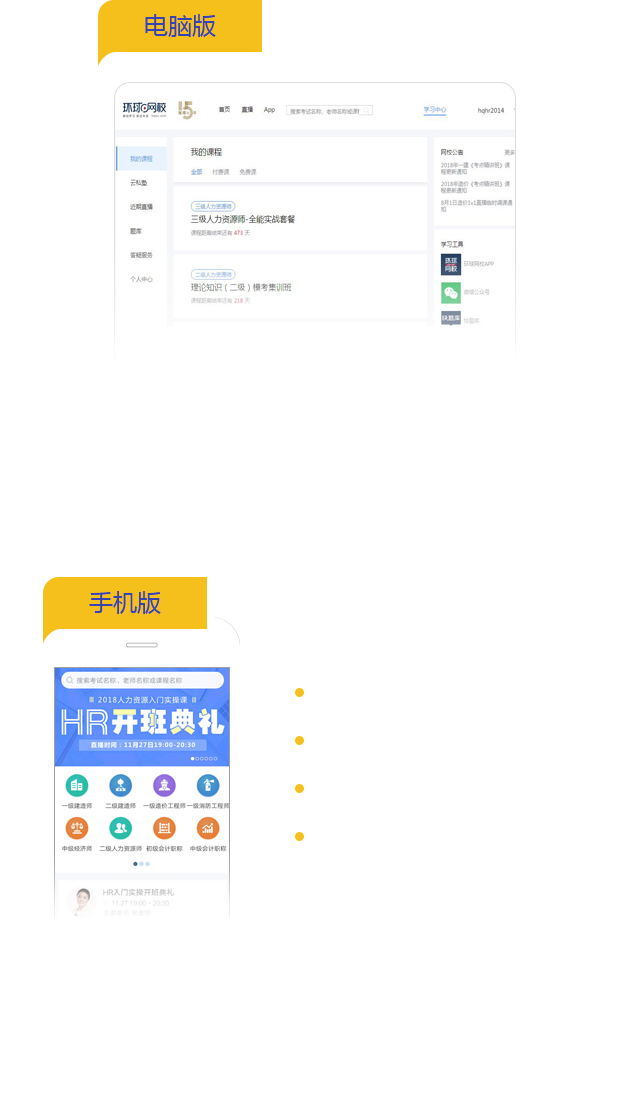 电脑版
环球网校
首页 直播 App 搜索考试名称、老师名称或课程 学习中心 hqhr2014
我的课程
云私塾
近期直播
题库
答疑服务
个人中心
我的课程
全部 付费课 免费课
三级人力资源师
三级人力资源师-全能实战套餐
课程距离结束还有 473 天
二级人力资源师
理论知识（二级）模考集训班
课程距离结束还有 218 天
网校公告 更多
2018年一建《考点精讲班》课
程更新通知
2018年造价《考点精讲班》课
程更新通知
8月1日造价1v1直播临时调课通
知
学习工具
环球网校 环球网校APP
微信公众号
快题库 快题库
手机版
搜索考试名称、老师名称或课程名称
2018人力资源入门实操课
HR开班典礼
直播时间：11月27日19:00-20:30
一级建造师 二级建造师 一级造价工程师 一级消防工程师
中级经济师 二级人力资源师 初级会计职称 中级会计职称
HR入门实操开班典礼
11.27 19:00 - 20:30